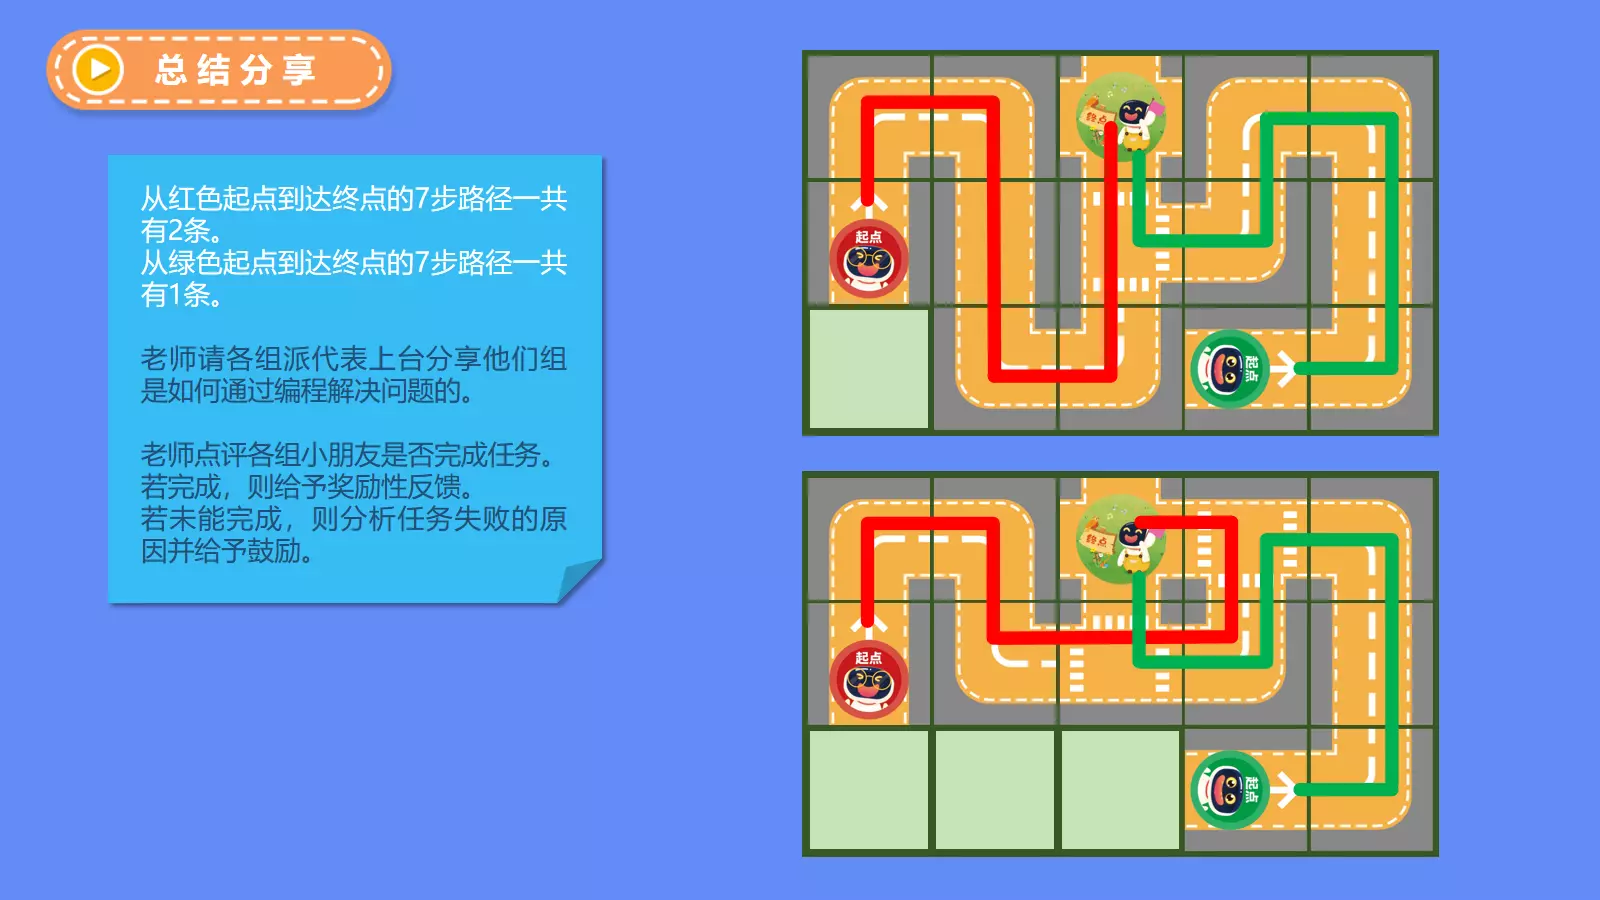 总结分享
从红色起点到达终点的7步路径一共
有2条。
从绿色起点到达终点的7步路径一共
有1条。
老师请各组派代表上台分享他们组
是如何通过编程解决问题的。
老师点评各组小朋友是否完成任务。
若完成，则给予奖励性反馈。
若未能完成，则分析任务失败的原
因并给予鼓励。
终点
起点
起点
终点
起点
起点